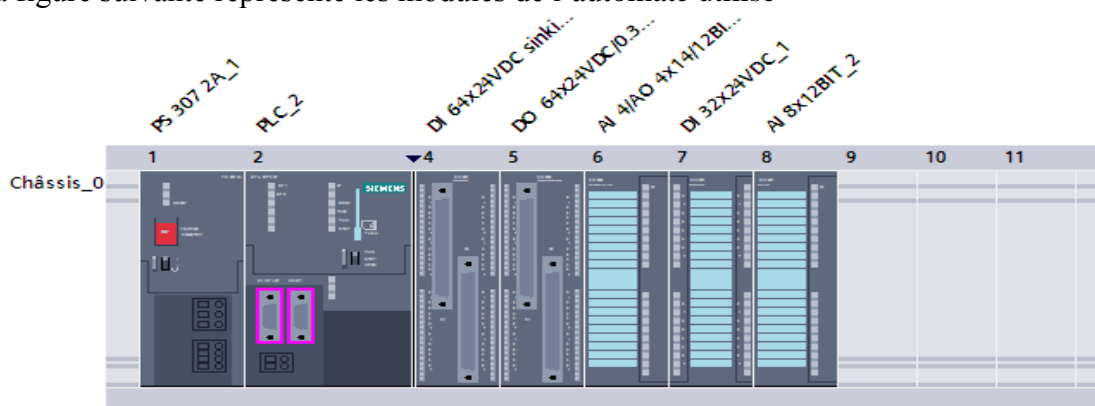 la figure suivante représente les modules de l'automate utilisé
PS 307 2A_1
PLC_2
DI 64x24VDC sinki...
DO 64x24VDC/0.3...
AI 4/AO 4x14/12BI...
DI 32x24VDC_1
AI 8x12BIT_2
1 2 4 5 6 7 8 9 10 11
Châssis_0
SIEMENS